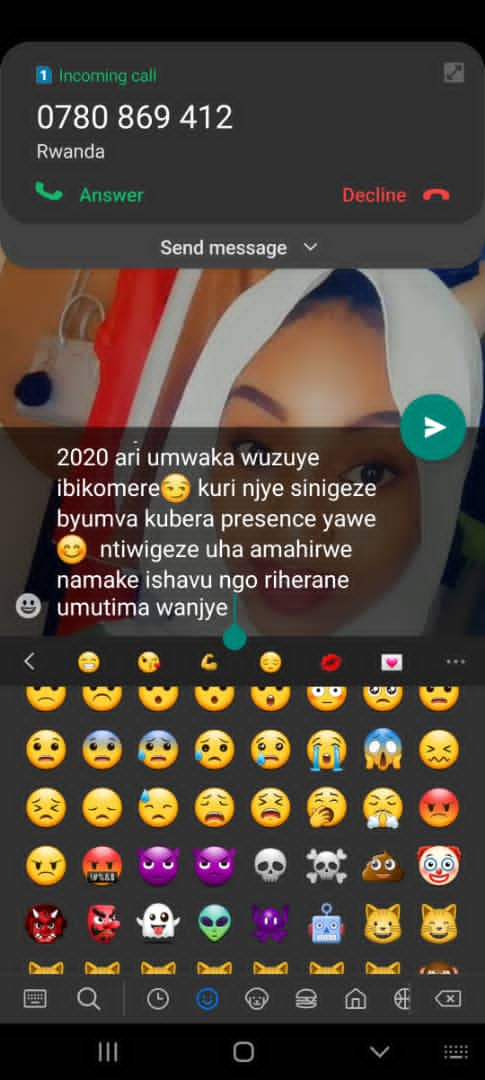 1 Incoming call
0780 869 412
Rwanda
Answer
Decline
Send message
2020 ari umwaka wuzuye
ibikomere😏 kuri njye sinigeze
byumva kubera presence yawe
😊 ntiwigeze uha amahirwe
namake ishavu ngo riherane
umutima wanjye